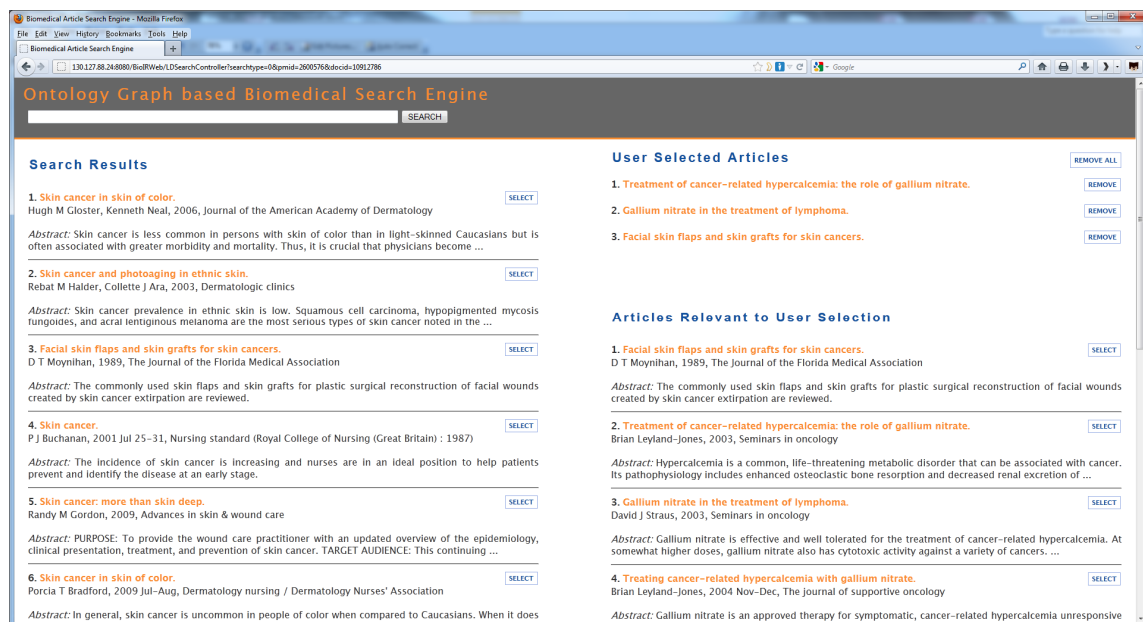 Biomedical Article Search Engine - Mozilla Firefox
File Edit View History Bookmarks Tools Help
Biomedical Article Search Engine +
130.127.88.24:8080/BioIRWeb/LDSearchController?searchtype=0&pmid=2600576&docid=10912786
Google
Ontology Graph based Biomedical Search Engine
SEARCH
Search Results
1. Skin cancer in skin of color. SELECT
Hugh M Gloster, Kenneth Neal, 2006, Journal of the American Academy of Dermatology
Abstract: Skin cancer is less common in persons with skin of color than in light-skinned Caucasians but is
often associated with greater morbidity and mortality. Thus, it is crucial that physicians become ...
2. Skin cancer and photoaging in ethnic skin. SELECT
Rebat M Halder, Collette J Ara, 2003, Dermatologic clinics
Abstract: Skin cancer prevalence in ethnic skin is low. Squamous cell carcinoma, hypopigmented mycosis
fungoides, and acral lentiginous melanoma are the most serious types of skin cancer noted in the ...
3. Facial skin flaps and skin grafts for skin cancers. SELECT
D T Moynihan, 1989, The Journal of the Florida Medical Association
Abstract: The commonly used skin flaps and skin grafts for plastic surgical reconstruction of facial wounds
created by skin cancer extirpation are reviewed.
4. Skin cancer. SELECT
P J Buchanan, 2001 Jul 25-31, Nursing standard (Royal College of Nursing (Great Britain) : 1987)
Abstract: The incidence of skin cancer is increasing and nurses are in an ideal position to help patients
prevent and identify the disease at an early stage.
5. Skin cancer: more than skin deep. SELECT
Randy M Gordon, 2009, Advances in skin & wound care
Abstract: PURPOSE: To provide the wound care practitioner with an updated overview of the epidemiology,
clinical presentation, treatment, and prevention of skin cancer. TARGET AUDIENCE: This continuing ...
6. Skin cancer in skin of color. SELECT
Porcia T Bradford, 2009 Jul-Aug, Dermatology nursing / Dermatology Nurses' Association
Abstract: In general, skin cancer is uncommon in people of color when compared to Caucasians. When it does
User Selected Articles REMOVE ALL
1. Treatment of cancer-related hypercalcemia: the role of gallium nitrate. REMOVE
2. Gallium nitrate in the treatment of lymphoma. REMOVE
3. Facial skin flaps and skin grafts for skin cancers. REMOVE
Articles Relevant to User Selection
1. Facial skin flaps and skin grafts for skin cancers. SELECT
D T Moynihan, 1989, The Journal of the Florida Medical Association
Abstract: The commonly used skin flaps and skin grafts for plastic surgical reconstruction of facial wounds
created by skin cancer extirpation are reviewed.
2. Treatment of cancer-related hypercalcemia: the role of gallium nitrate. SELECT
Brian Leyland-Jones, 2003, Seminars in oncology
Abstract: Hypercalcemia is a common, life-threatening metabolic disorder that can be associated with cancer.
Its pathophysiology includes enhanced osteoclastic bone resorption and decreased renal excretion of ...
3. Gallium nitrate in the treatment of lymphoma. SELECT
David J Straus, 2003, Seminars in oncology
Abstract: Gallium nitrate is effective and well tolerated for the treatment of cancer-related hypercalcemia. At
somewhat higher doses, gallium nitrate also has cytotoxic activity against a variety of cancers. ...
4. Treating cancer-related hypercalcemia with gallium nitrate. SELECT
Brian Leyland-Jones, 2004 Nov-Dec, The journal of supportive oncology
Abstract: Gallium nitrate is an approved therapy for symptomatic, cancer-related hypercalcemia unresponsive